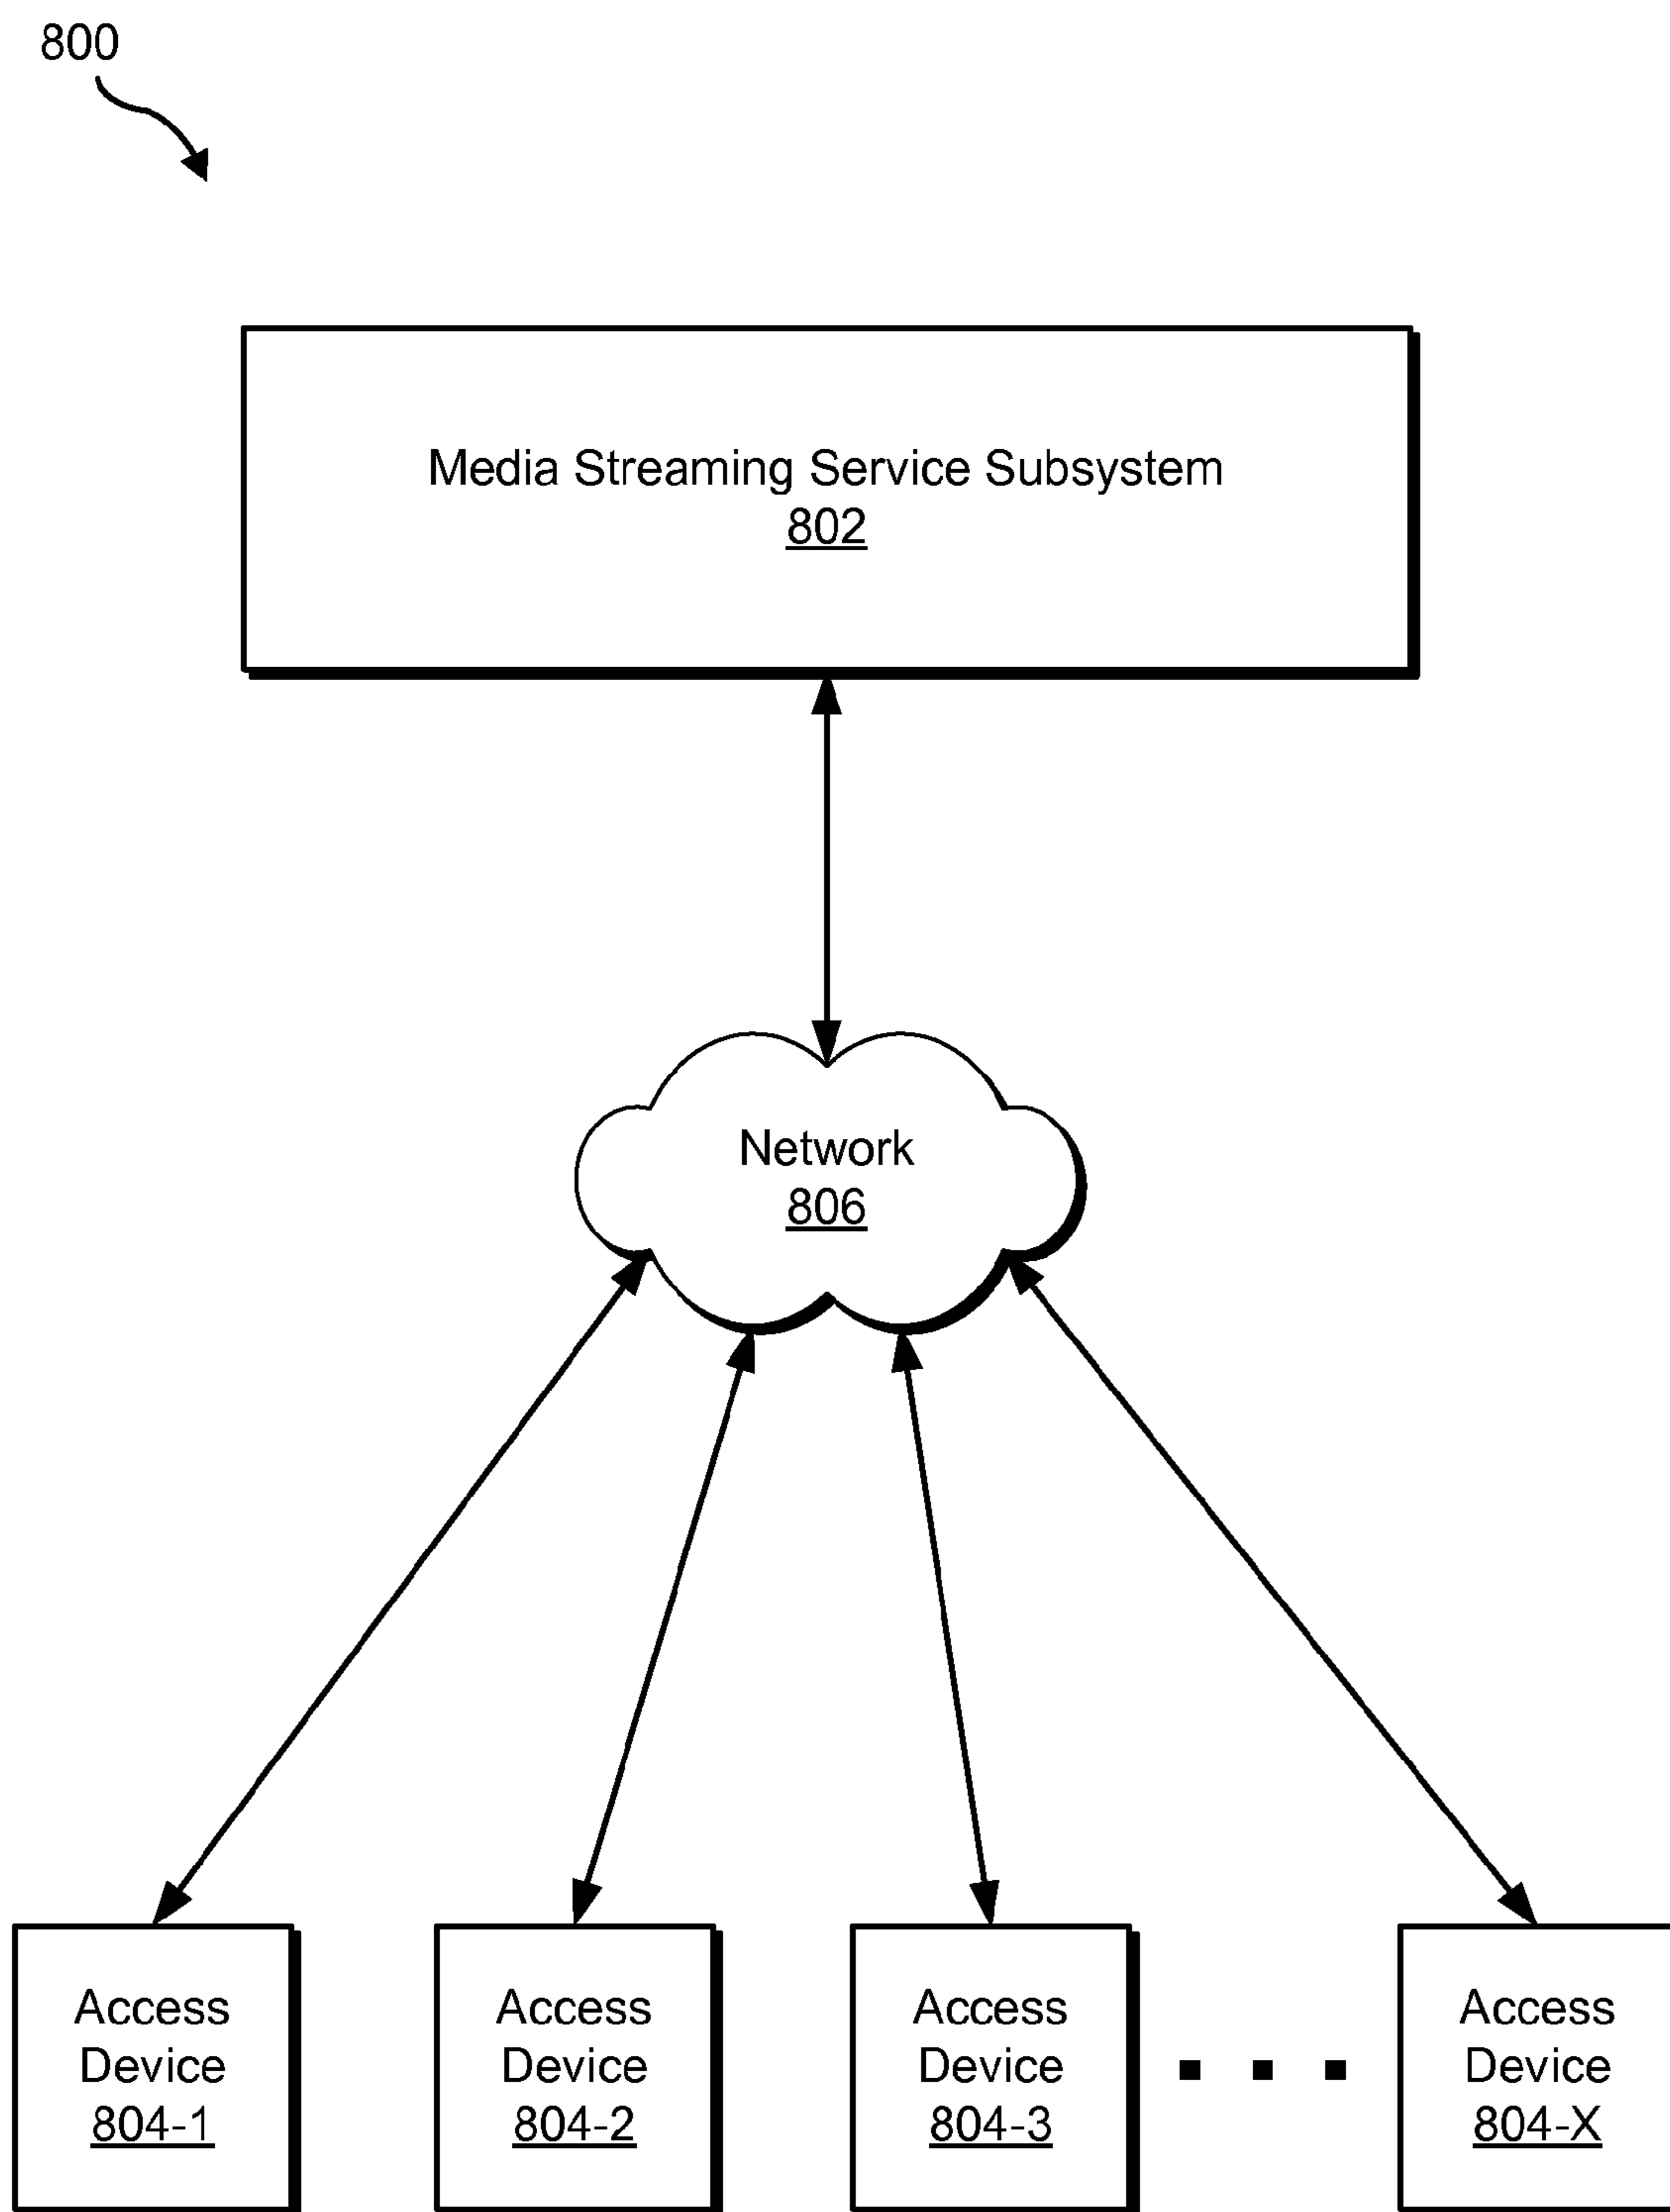 800
Media Streaming Service Subsystem
802
Network
806
Access
Device
804-1
Access
Device
804-2
Access
Device
804-3
Access
Device
804-X